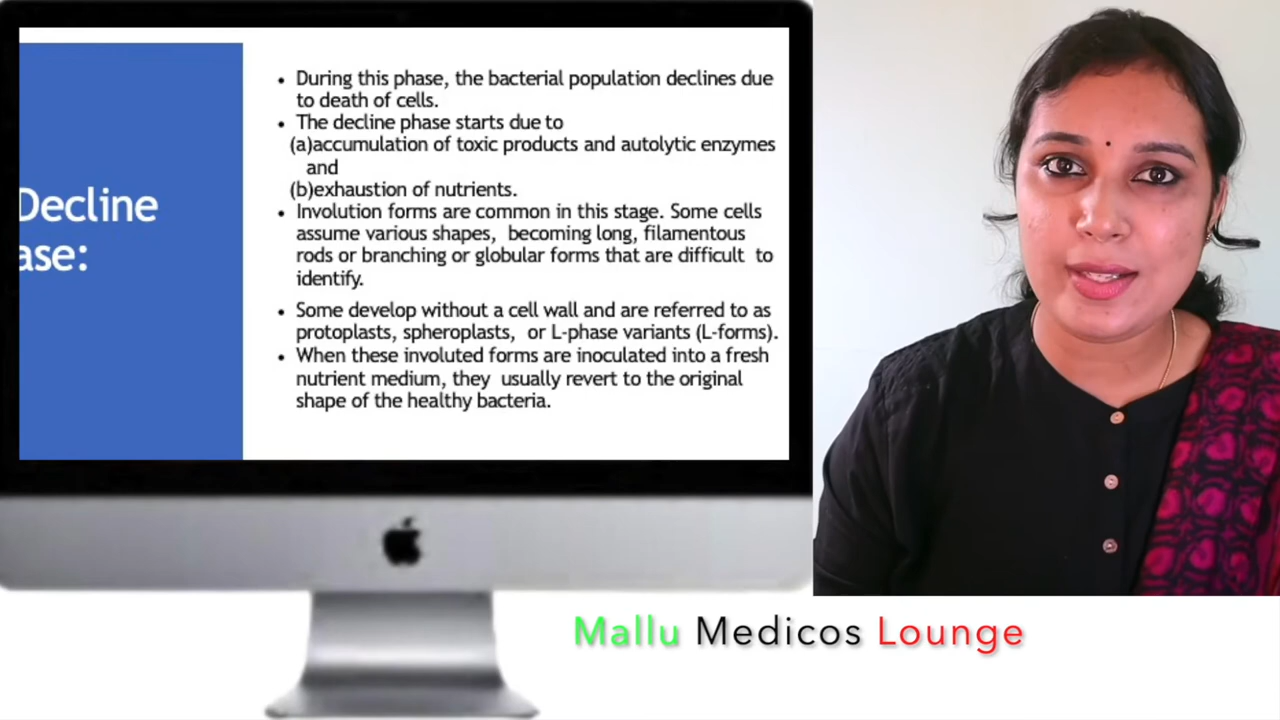 Decline
ase:
• During this phase, the bacterial population declines due
to death of cells.
• The decline phase starts due to
(a)accumulation of toxic products and autolytic enzymes
and
(b)exhaustion of nutrients.
• Involution forms are common in this stage. Some cells
assume various shapes, becoming long, filamentous
rods or branching or globular forms that are difficult to
identify.
• Some develop without a cell wall and are referred to as
protoplasts, spheroplasts, or L-phase variants (L-forms).
• When these involuted forms are inoculated into a fresh
nutrient medium, they usually revert to the original
shape of the healthy bacteria.
Mallu Medicos Lounge